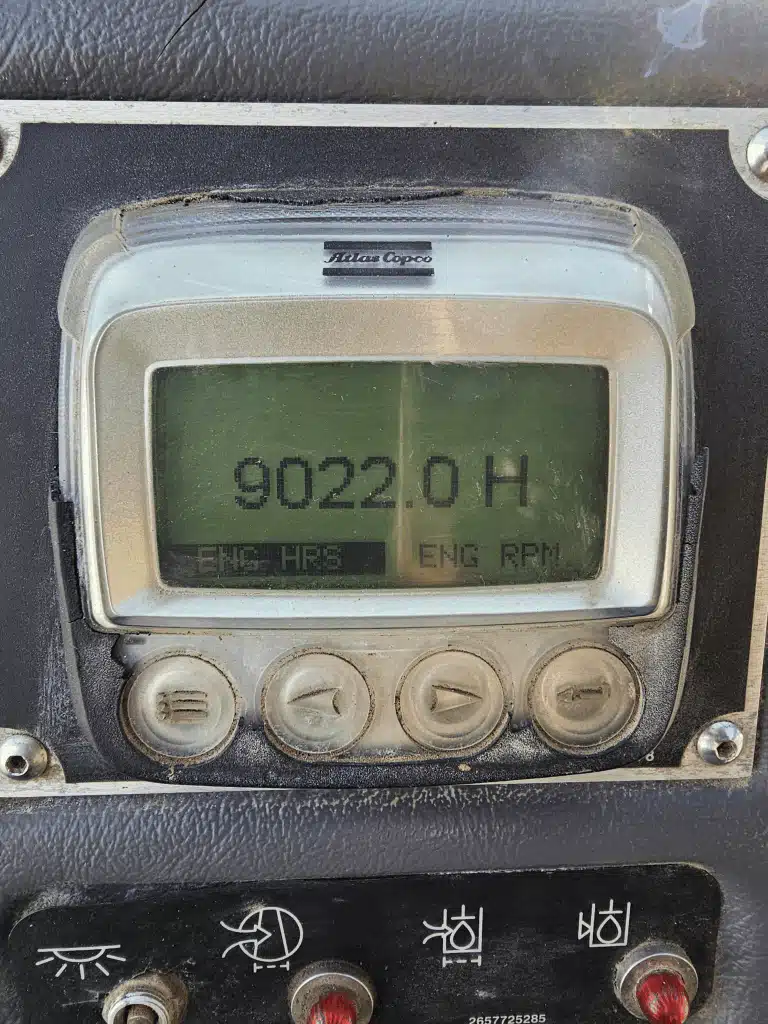 Atlas Copco
9022.0 H
ENG HRS ENG RPM
2657725285